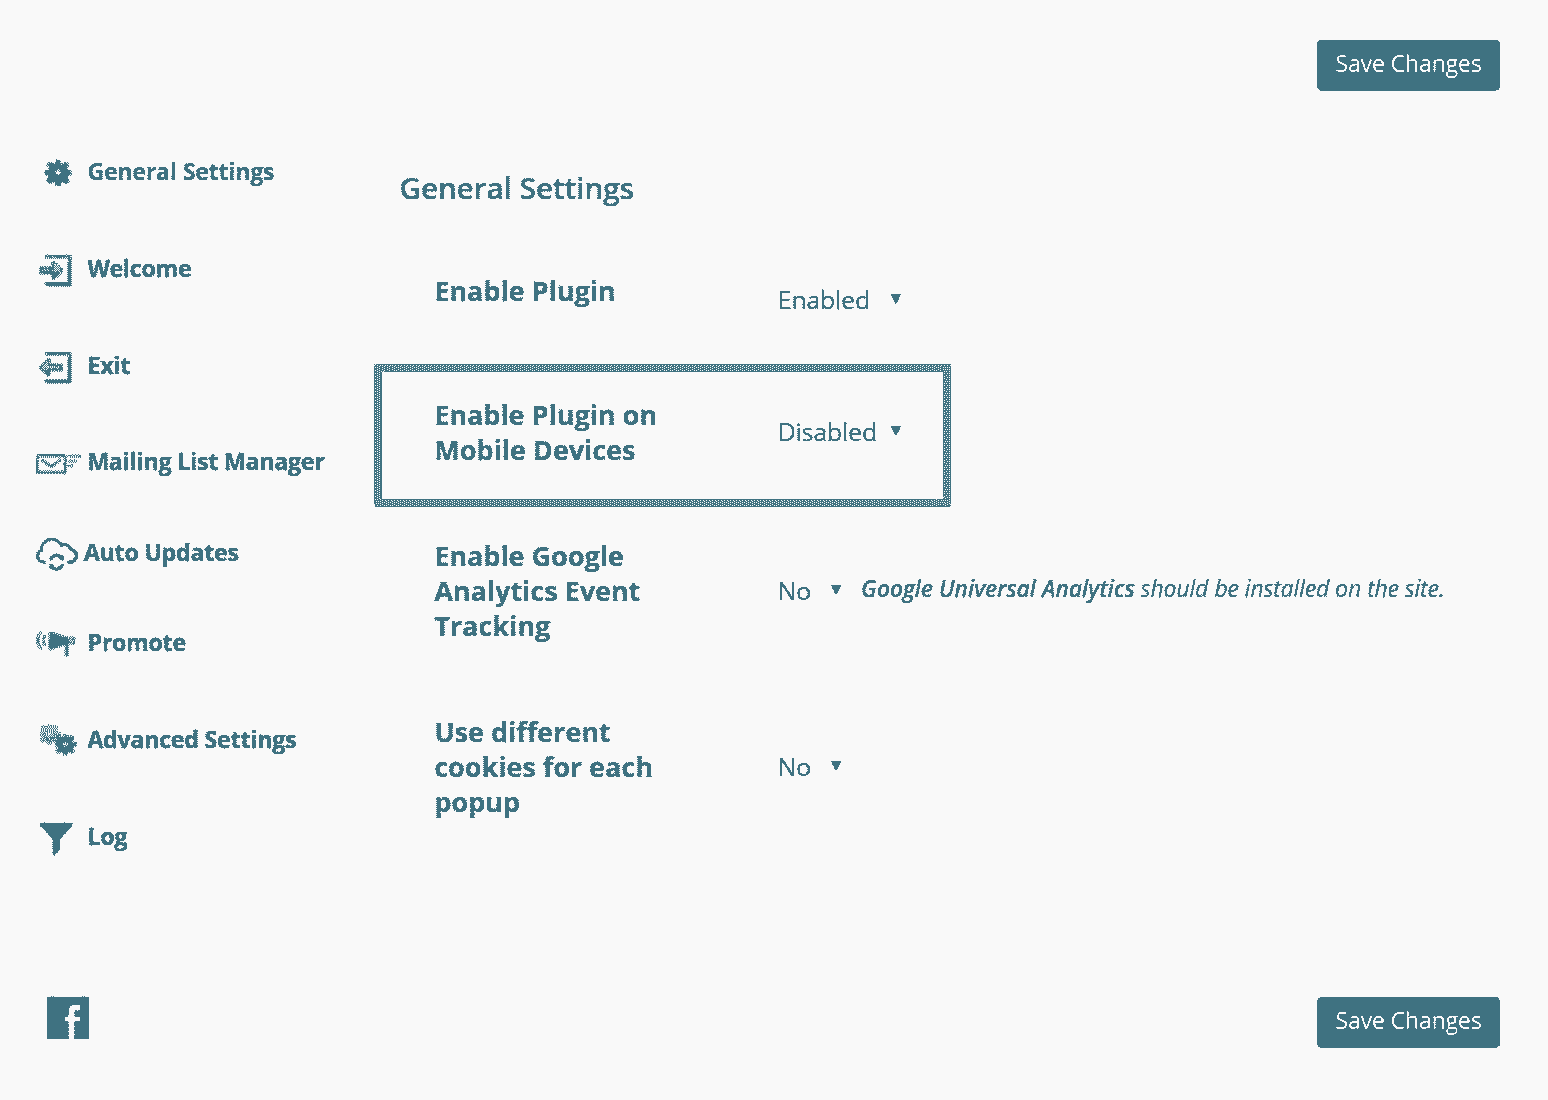 Save Changes
General Settings
Welcome
Exit
Mailing List Manager
Auto Updates
Promote
Advanced Settings
Log
General Settings
Enable Plugin
Enabled
Enable Plugin on
Mobile Devices
Disabled
Enable Google
Analytics Event
Tracking
No
Google Universal Analytics should be installed on the site.
Use different
cookies for each
popup
No
f
Save Changes